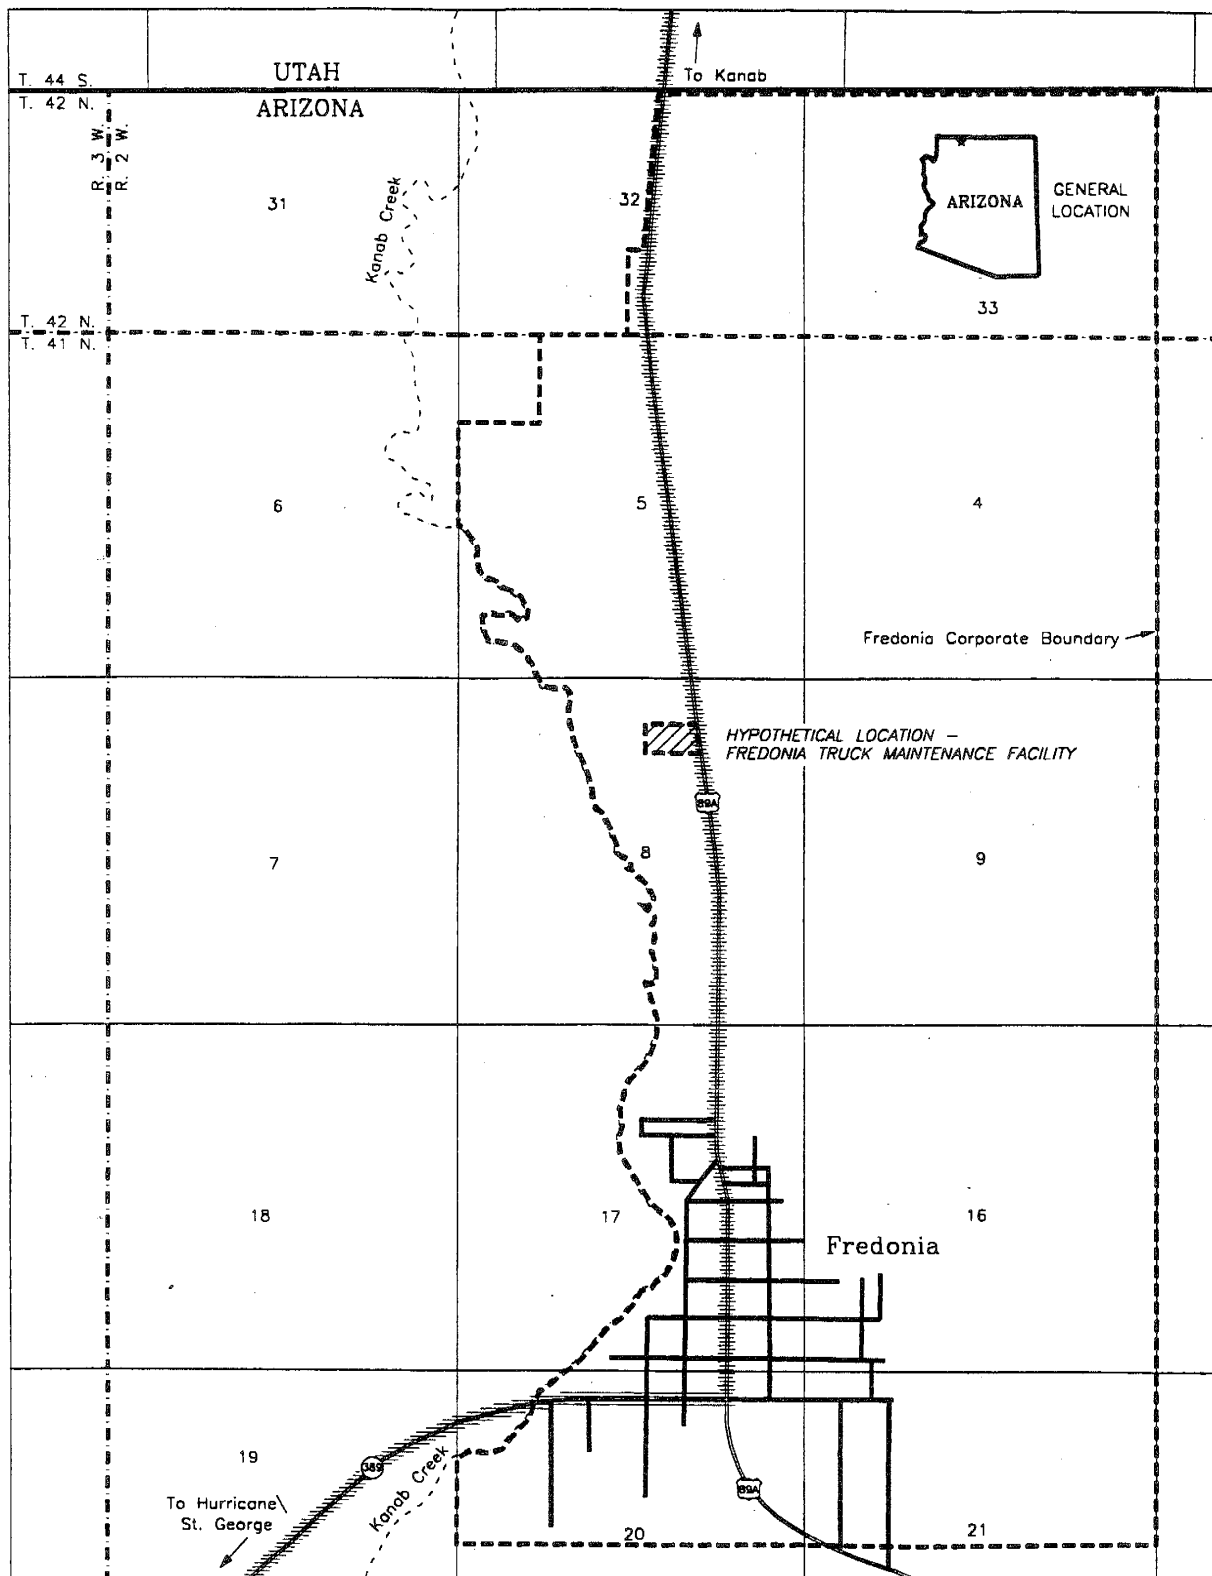 To Kanab
T. 44 S.
UTAH
T. 42 N.
ARIZONA
R. 3 W.
R. 2 W.
Kanab Creek
31
32
ARIZONA
GENERAL
LOCATION
33
T. 42 N.
T. 41 N.
6
5
4
Fredonia Corporate Boundary
HYPOTHETICAL LOCATION –
FREDONIA TRUCK MAINTENANCE FACILITY
89A
7
8
9
18
17
16
Fredonia
19
389
Kanab Creek
89A
To Hurricane\
St. George
20
21